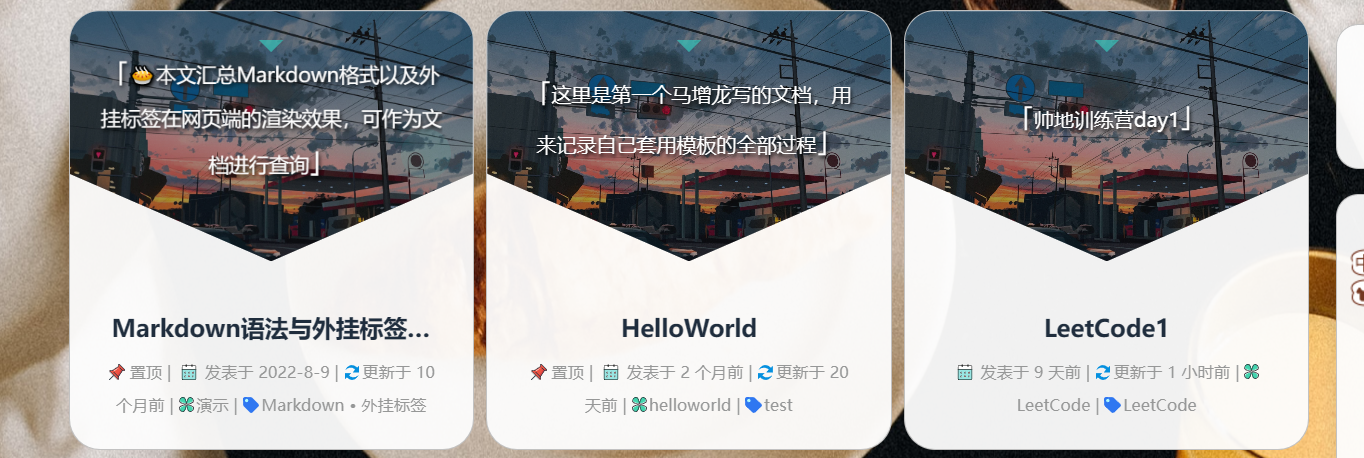 「🥧本文汇总Markdown格式以及外
挂标签在网页端的渲染效果，可作为文
档进行查询」
Markdown语法与外挂标签...
📌 置顶 | 发表于 2022-8-9 | 更新于 10
个月前 | 演示 | Markdown • 外挂标签
「这里是第一个马增龙写的文档，用
来记录自己套用模板的全部过程」
HelloWorld
📌 置顶 | 发表于 2 个月前 | 更新于 20
天前 | helloworld | test
「帅地训练营day1」
LeetCode1
发表于 9 天前 | 更新于 1 小时前 |
LeetCode | LeetCode